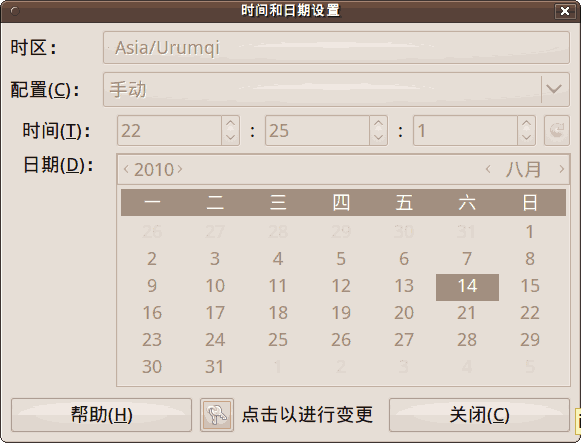 时间和日期设置
时区： Asia/Urumqi
配置(C)： 手动
时间(T)： 22 : 25 : 1
日期(D)： 2010 八月
一 二 三 四 五 六 日
26 27 28 29 30 31 1
2 3 4 5 6 7 8
9 10 11 12 13 14 15
16 17 18 19 20 21 22
23 24 25 26 27 28 29
30 31 1 2 3 4 5
帮助(H) 点击以进行变更 关闭(C)